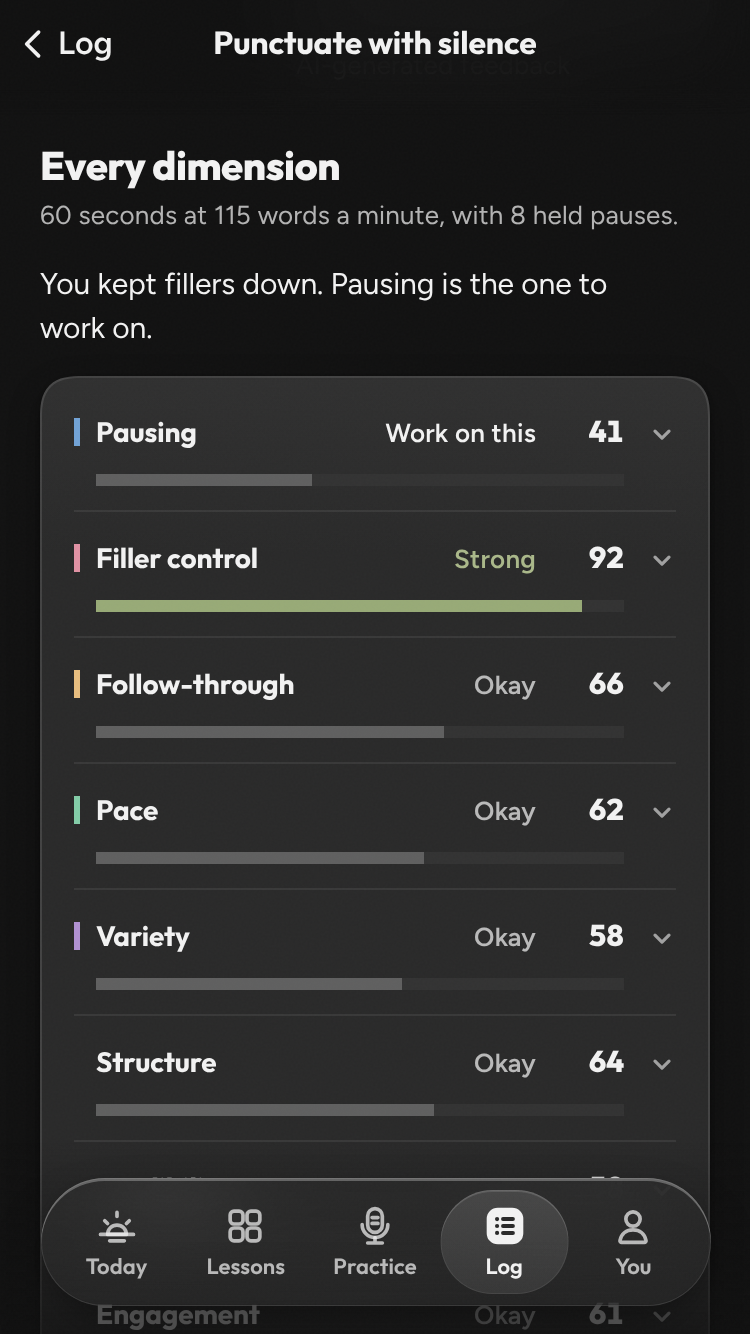 Log
Punctuate with silence
AI-generated feedback
Every dimension
60 seconds at 115 words a minute, with 8 held pauses.
You kept fillers down. Pausing is the one to
work on.
Pausing Work on this 41
Filler control Strong 92
Follow-through Okay 66
Pace Okay 62
Variety Okay 58
Structure Okay 64
Today Lessons Practice Log You
Engagement Okay 61